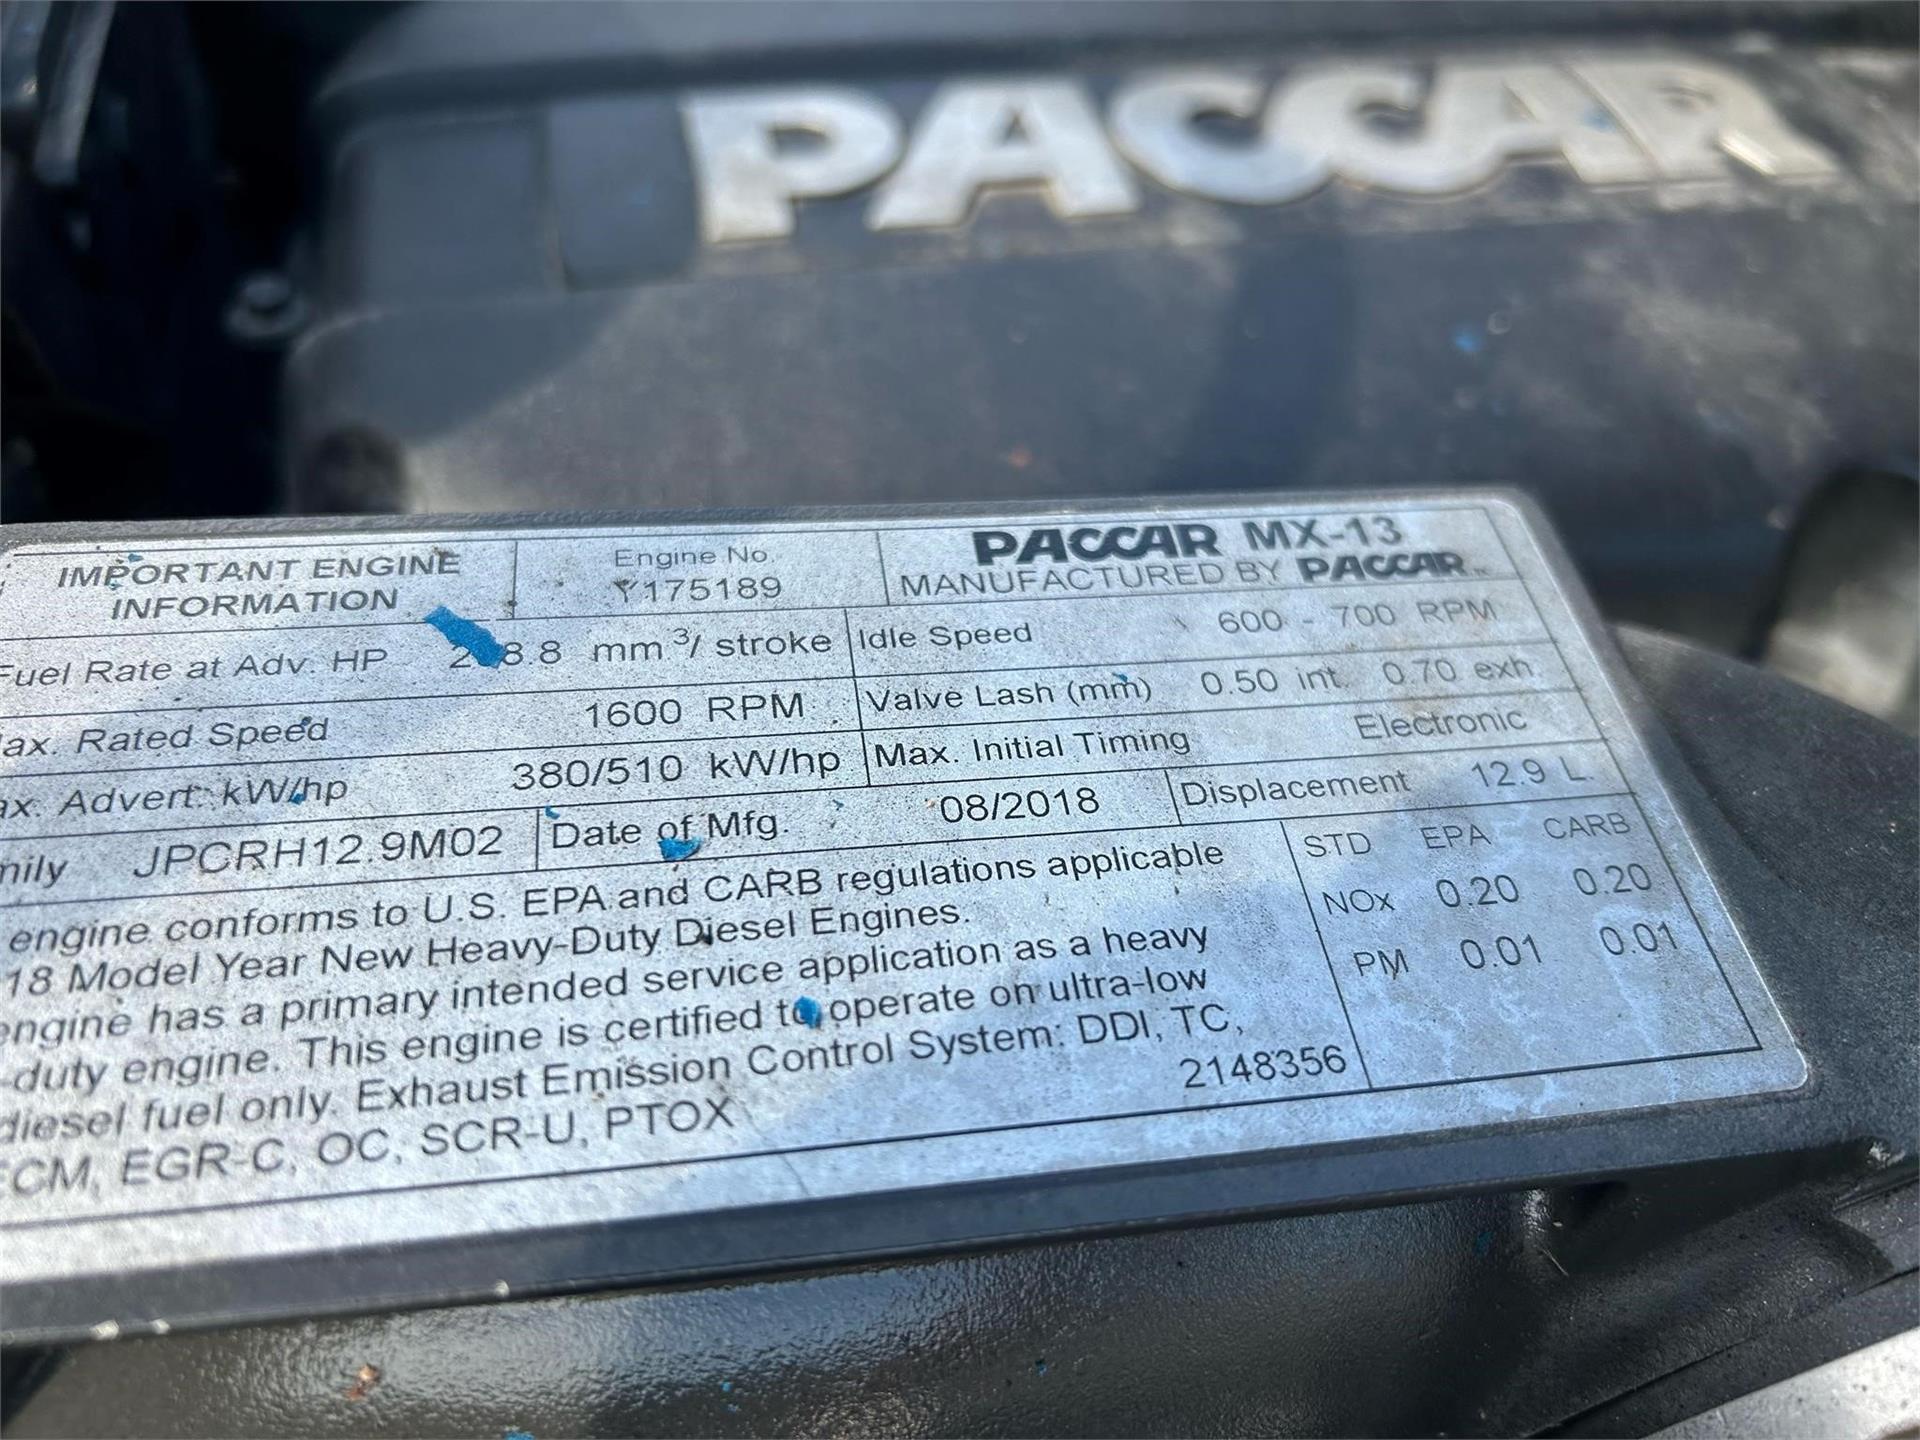 PACCAR
IMPORTANT ENGINE
INFORMATION
Engine No.
Y175189
PACCAR MX-13
MANUFACTURED BY PACCAR
Fuel Rate at Adv. HP mm³/ stroke
Idle Speed 600 - 700 RPM
ax. Rated Speed 1600 RPM
Valve Lash (mm) 0.50 int. 0.70 exh.
ax. Advert. kW/hp 380/510 kW/hp
Max. Initial Timing Electronic
mily JPCRH12.9M02
Date of Mfg. 08/2018
Displacement 12.9 L.
engine conforms to U.S. EPA and CARB regulations applicable
18 Model Year New Heavy-Duty Diesel Engines.
engine has a primary intended service application as a heavy
-duty engine. This engine is certified to operate on ultra-low
diesel fuel only. Exhaust Emission Control System: DDI, TC,
ECM, EGR-C, OC, SCR-U, PTOX
2148356
STD EPA CARB
NOx 0.20 0.20
PM 0.01 0.01